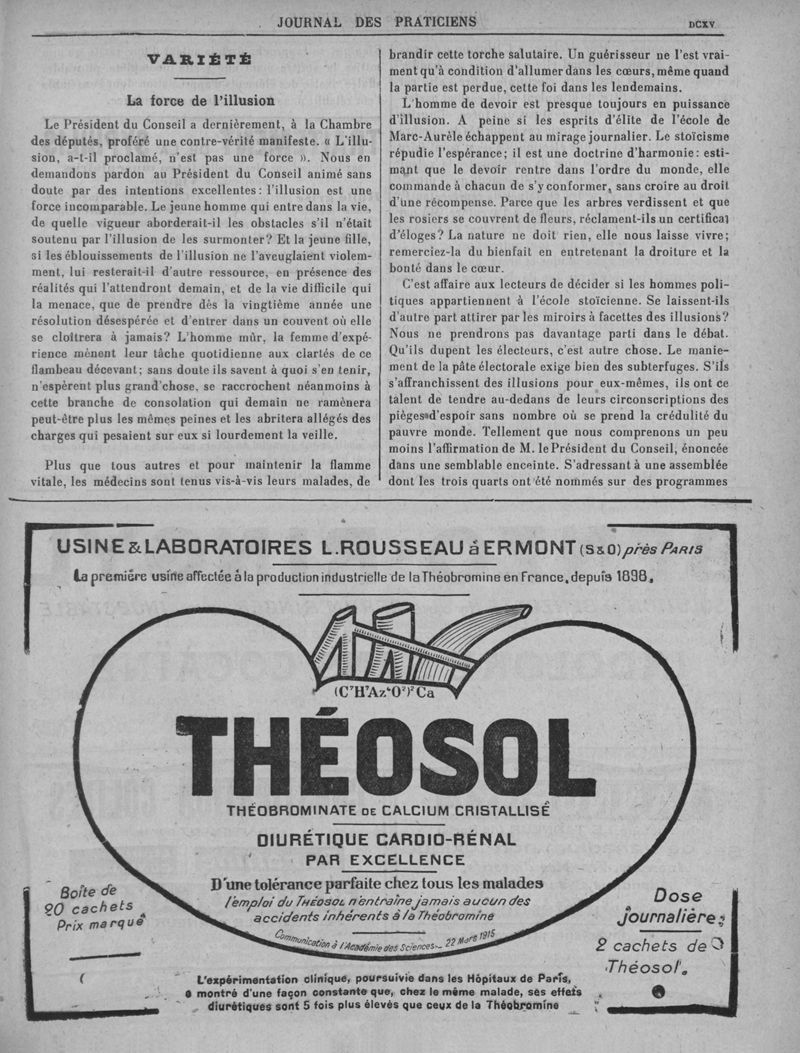 JOURNAL DES PRATICIENS
DCXV
VARIÉTÉ
La force de l'illusion
Le Président du Conseil a dernièrement, à la Chambre
des députés, proféré une contre-vérité manifeste. « L'illu-
sion, a-t-il proclamé, n'est pas une force ». Nous en
demandons pardon au Président du Conseil animé sans
doute par des intentions excellentes : l'illusion est une
force incomparable. Le jeune homme qui entre dans la vie,
de quelle vigueur aborderait-il les obstacles s'il n'était
soutenu par l'illusion de les surmonter? Et la jeune fille,
si les éblouissements de l'illusion ne l'aveuglaient violem-
ment, lui resterait-il d'autre ressource, en présence des
réalités qui l'attendront demain, et de la vie difficile qui
la menace, que de prendre dès la vingtième année une
résolution désespérée et d'entrer dans un couvent où elle
se cloîtrera à jamais? L'homme mûr, la femme d'expé-
rience mènent leur tâche quotidienne aux clartés de ce
flambeau décevant; sans doute ils savent à quoi s'en tenir,
n'espèrent plus grand'chose, se raccrochent néanmoins à
cette branche de consolation qui demain ne ramènera
peut-être plus les mêmes peines et les abritera allégés des
charges qui pesaient sur eux si lourdement la veille.
Plus que tous autres et pour maintenir la flamme
vitale, les médecins sont tenus vis-à-vis leurs malades, de
brandir cette torche salutaire. Un guérisseur ne l'est vrai-
ment qu'à condition d'allumer dans les cœurs, même quand
la partie est perdue, cette foi dans les lendemains.
L'homme de devoir est presque toujours en puissance
d'illusion. A peine si les esprits d'élite de l'école de
Marc-Aurèle échappent au mirage journalier. Le stoïcisme
répudie l'espérance; il est une doctrine d'harmonie : esti-
mant que le devoir rentre dans l'ordre du monde, elle
commande à chacun de s'y conformer, sans croire au droit
d'une récompense. Parce que les arbres verdissent et que
les rosiers se couvrent de fleurs, réclament-ils un certificat
d'éloges? La nature ne doit rien, elle nous laisse vivre;
remerciez-la du bienfait en entretenant la droiture et la
bonté dans le cœur.
C'est affaire aux lecteurs de décider si les hommes poli-
tiques appartiennent à l'école stoïcienne. Se laissent-ils
d'autre part attirer par les miroirs à facettes des illusions?
Nous ne prendrons pas davantage parti dans le débat.
Qu'ils dupent les électeurs, c'est autre chose. Le manie-
ment de la pâte électorale exige bien des subterfuges. S'ils
s'affranchissent des illusions pour eux-mêmes, ils ont ce
talent de tendre au-dedans de leurs circonscriptions des
pièges d'espoir sans nombre où se prend la crédulité du
pauvre monde. Tellement que nous comprenons un peu
moins l'affirmation de M. le Président du Conseil, énoncée
dans une semblable enceinte. S'adressant à une assemblée
dont les trois quarts ont été nommés sur des programmes
USINE & LABORATOIRES L.ROUSSEAU à ERMONT (S&O) près PARIS
La première usine affectée à la production industrielle de la Théobromine en France, depuis 1898.
(C⁷H⁷Az⁴O²)² Ca
THÉOSOL
THÉOBROMINATE DE CALCIUM CRISTALLISÉ
DIURÉTIQUE CARDIO-RÉNAL
PAR EXCELLENCE
D'une tolérance parfaite chez tous les malades
l'emploi du THÉOSOL n'entraîne jamais aucun des
accidents inhérents à la Théobromine
Communication à l'Académie des Sciences - 22 Mars 1915
Boîte de
20 cachets
Prix marqué
Dose
journalière:
2 cachets de
Théosol.
L'expérimentation clinique, poursuivie dans les Hôpitaux de Paris,
a montré d'une façon constante que, chez le même malade, ses effets
diurétiques sont 5 fois plus élevés que ceux de la Théobromine